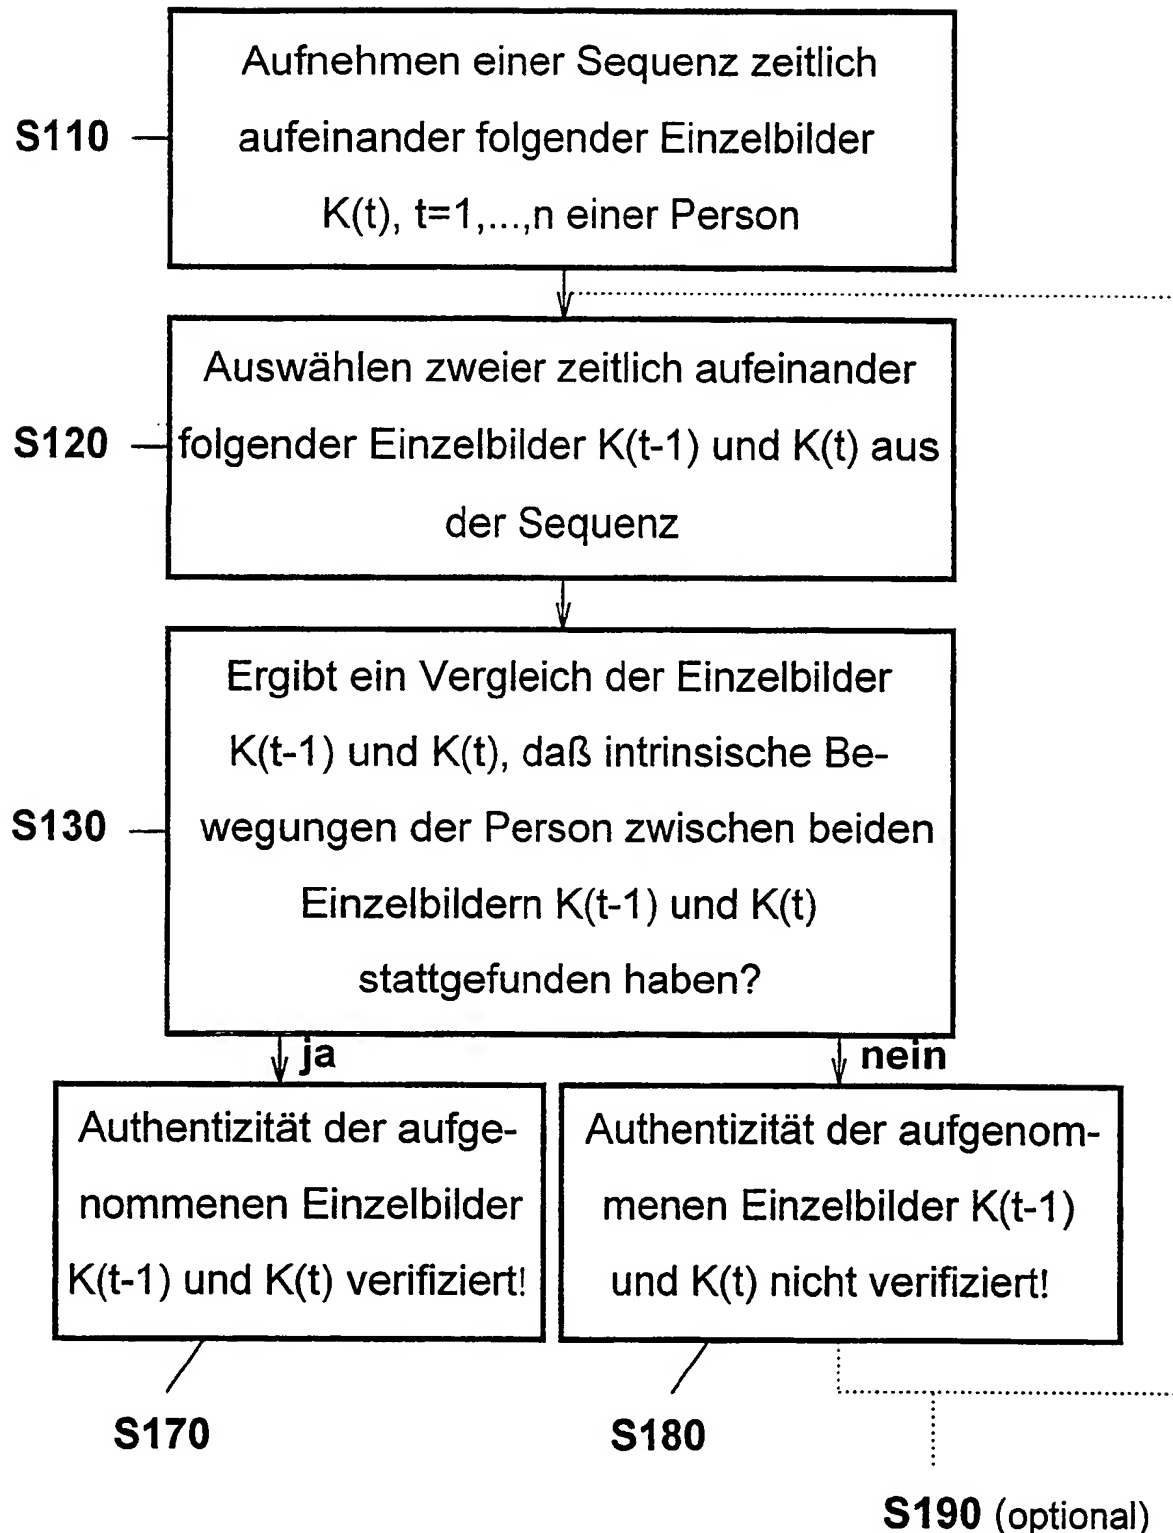 Aufnehmen einer Sequenz zeitlich
S110
aufeinander folgender Einzelbilder
K(t), t=1,...,n einer Person
Auswählen zweier zeitlich aufeinander
S120
folgender Einzelbilder K(t-1) und K(t) aus
der Sequenz
Ergibt ein Vergleich der Einzelbilder
K(t-1) und K(t), daß intrinsische Be-
S130
wegungen der Person zwischen beiden
Einzelbildern K(t-1) und K(t)
stattgefunden haben?
ja
nein
Authentizität der aufge-
nommenen Einzelbilder
K(t-1) und K(t) verifiziert!
Authentizität der aufgenom-
menen Einzelbilder K(t-1)
und K(t) nicht verifiziert!
S170
S180
S190 (optional)